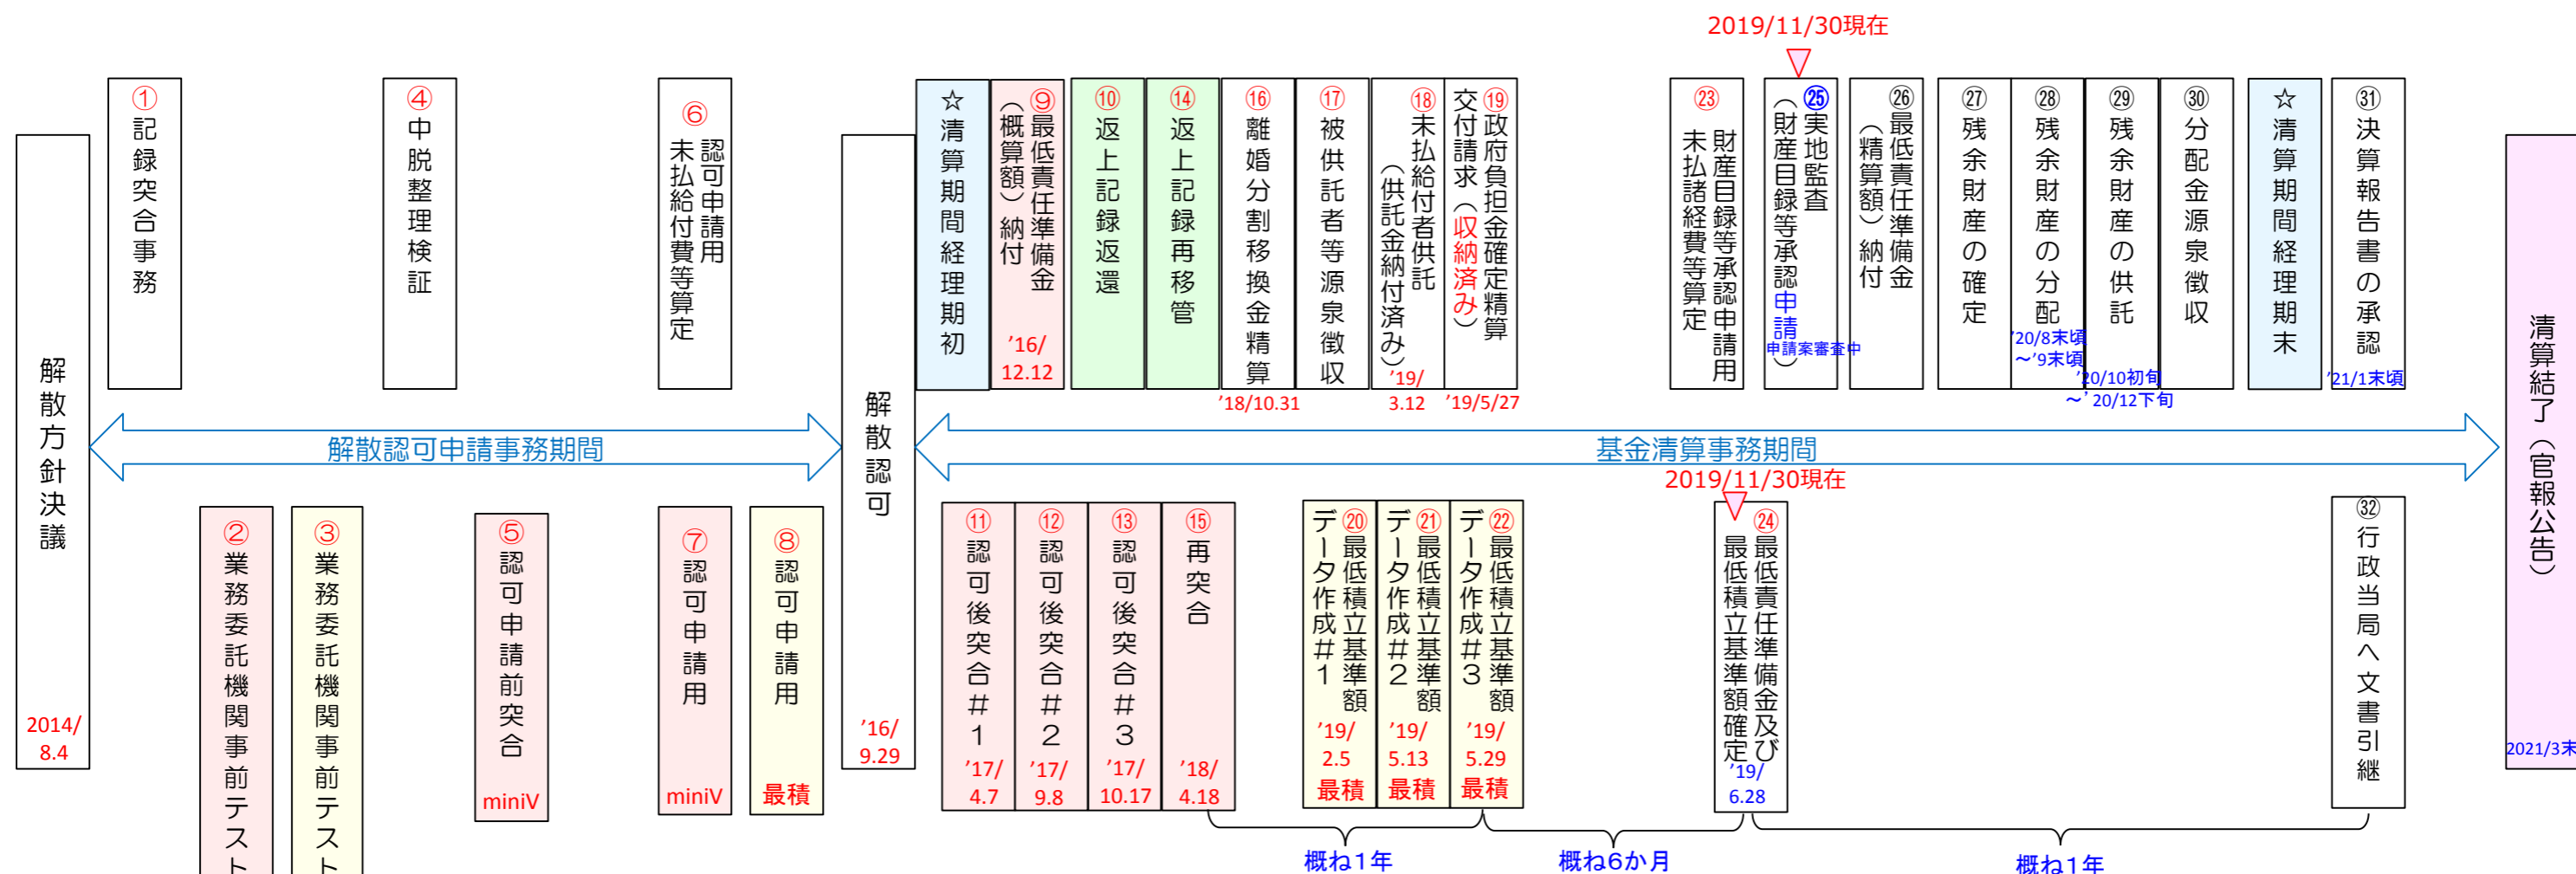 2019/11/30現在
①記録突合事務
④中脱整理検証
⑥認可申請用
未払給付費等算定
☆清算期間経理期初
⑨最低責任準備金
(概算額)納付
'16/
12.12
⑩返上記録返還
⑭返上記録再移管
⑯離婚分割移換金精算
'18/10.31
⑰被供託者等源泉徴収
⑱未払給付者供託
(供託金納付済み)
'19/
3.12
⑲政府負担金確定精算
交付請求(収納済み)
'19/5/27
㉓財産目録等承認申請用
未払諸経費等算定
㉕実地監査
(財産目録等承認申請)
申請案審査中
㉖最低責任準備金
(精算額)納付
㉗残余財産の確定
㉘残余財産の分配
'20/8末頃
～'9末頃
㉙残余財産の供託
'20/10初旬
～'20/12下旬
㉚分配金源泉徴収
☆清算期間経理期末
㉛決算報告書の承認
'21/1末頃
解散方針決議
2014/
8.4
解散認可申請事務期間
解散認可
'16/
9.29
基金清算事務期間
清算結了(官報公告)
2021/3末
2019/11/30現在
②業務委託機関事前テスト
③業務委託機関事前テスト
⑤認可申請前突合
miniV
⑦認可申請用
miniV
⑧認可申請用
最積
⑪認可後突合#1
'17/
4.7
⑫認可後突合#2
'17/
9.8
⑬認可後突合#3
'17/
10.17
⑮再突合
'18/
4.18
⑳最低積立基準額
データ作成#1
'19/
2.5
最積
㉑最低積立基準額
データ作成#2
'19/
5.13
最積
㉒最低積立基準額
データ作成#3
'19/
5.29
最積
㉔最低責任準備金及び
最低積立基準額確定
'19/
6.28
㉜行政当局へ文書引継
概ね1年
概ね6か月
概ね1年